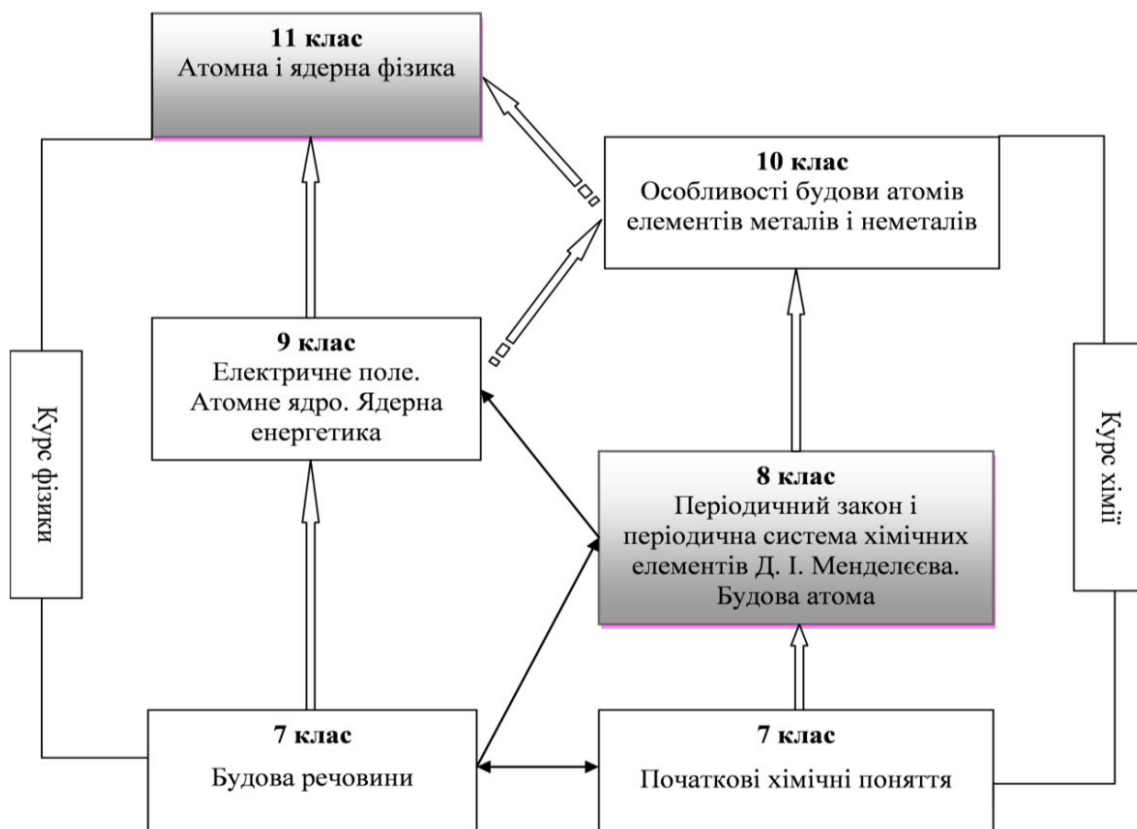 11 клас
Атомна і ядерна фізика
10 клас
Особливості будови атомів
елементів металів і неметалів
9 клас
Електричне поле.
Атомне ядро. Ядерна
енергетика
Курс фізики
Курс хімії
8 клас
Періодичний закон і
періодична система хімічних
елементів Д. І. Менделєєва.
Будова атома
7 клас
Будова речовини
7 клас
Початкові хімічні поняття